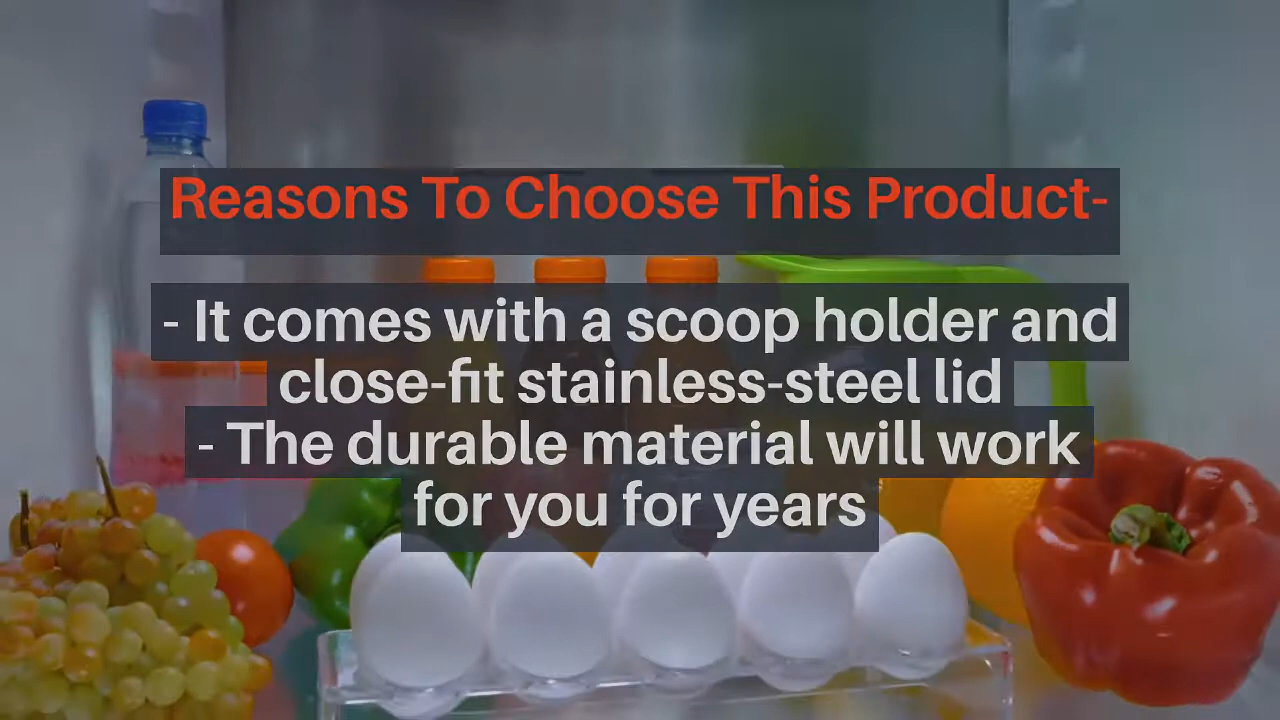 Reasons To Choose This Product-
- It comes with a scoop holder and
close-fit stainless-steel lid
- The durable material will work
for you for years